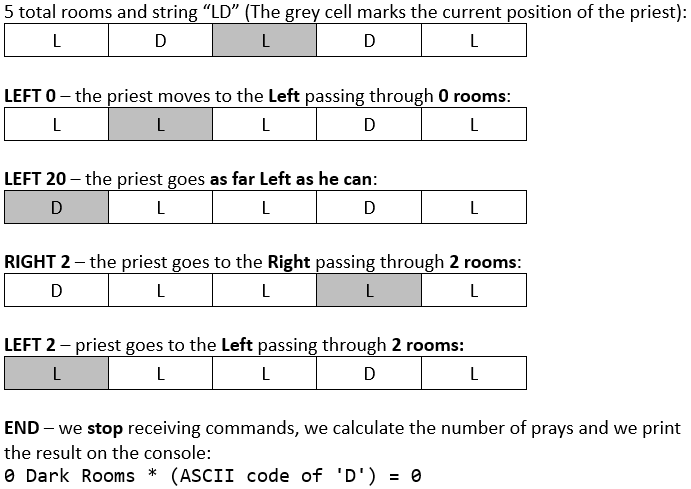 5 total rooms and string “LD” (The grey cell marks the current position of the priest):
L D L D L
LEFT 0 – the priest moves to the Left passing through 0 rooms:
L L L D L
LEFT 20 – the priest goes as far Left as he can:
D L L D L
RIGHT 2 – the priest goes to the Right passing through 2 rooms:
D L L L L
LEFT 2 – priest goes to the Left passing through 2 rooms:
L L L D L
END – we stop receiving commands, we calculate the number of prays and we print
the result on the console:
0 Dark Rooms * (ASCII code of 'D') = 0